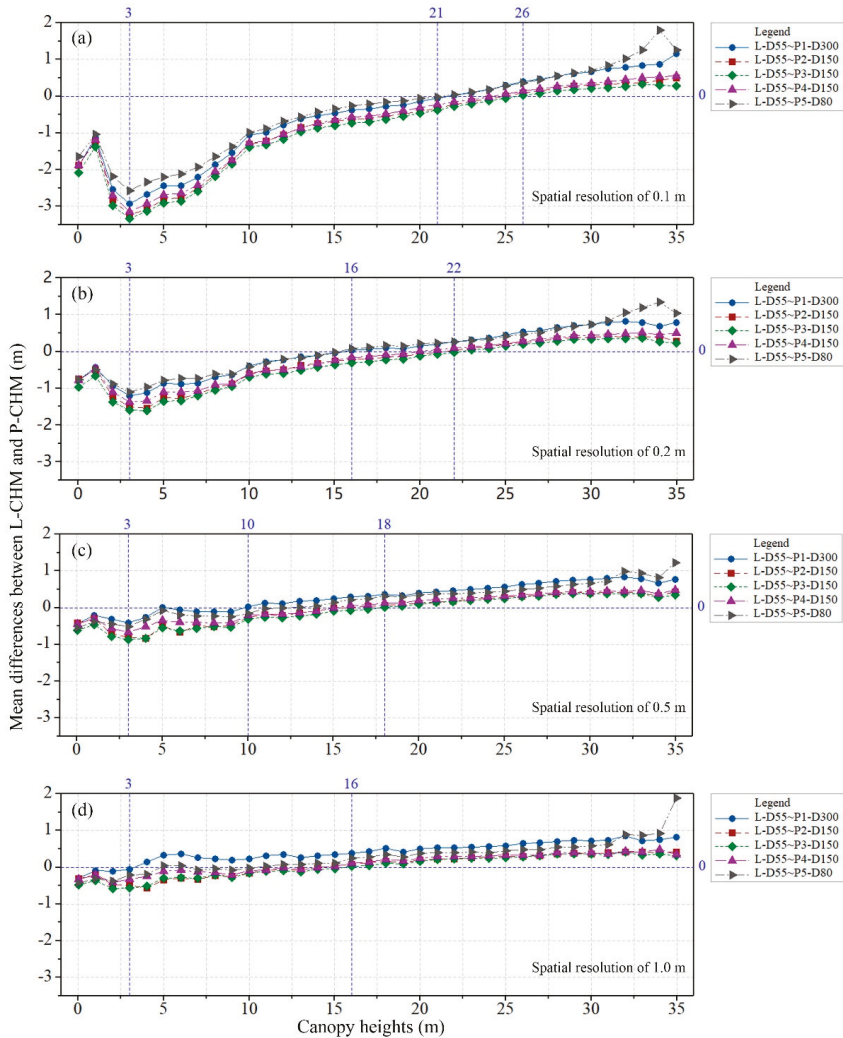 Mean differences between L-CHM and P-CHM (m)
3 21 26
(a)
2
1
0
-1
-2
-3
0
Spatial resolution of 0.1 m
0 5 10 15 20 25 30 35
Legend
L-D55~P1-D300
L-D55~P2-D150
L-D55~P3-D150
L-D55~P4-D150
L-D55~P5-D80
3 16 22
(b)
2
1
0
-1
-2
-3
0
Spatial resolution of 0.2 m
0 5 10 15 20 25 30 35
Legend
L-D55~P1-D300
L-D55~P2-D150
L-D55~P3-D150
L-D55~P4-D150
L-D55~P5-D80
3 10 18
(c)
2
1
0
-1
-2
-3
0
Spatial resolution of 0.5 m
0 5 10 15 20 25 30 35
Legend
L-D55~P1-D300
L-D55~P2-D150
L-D55~P3-D150
L-D55~P4-D150
L-D55~P5-D80
3 16
(d)
2
1
0
-1
-2
-3
0
Spatial resolution of 1.0 m
0 5 10 15 20 25 30 35
Legend
L-D55~P1-D300
L-D55~P2-D150
L-D55~P3-D150
L-D55~P4-D150
L-D55~P5-D80
Canopy heights (m)